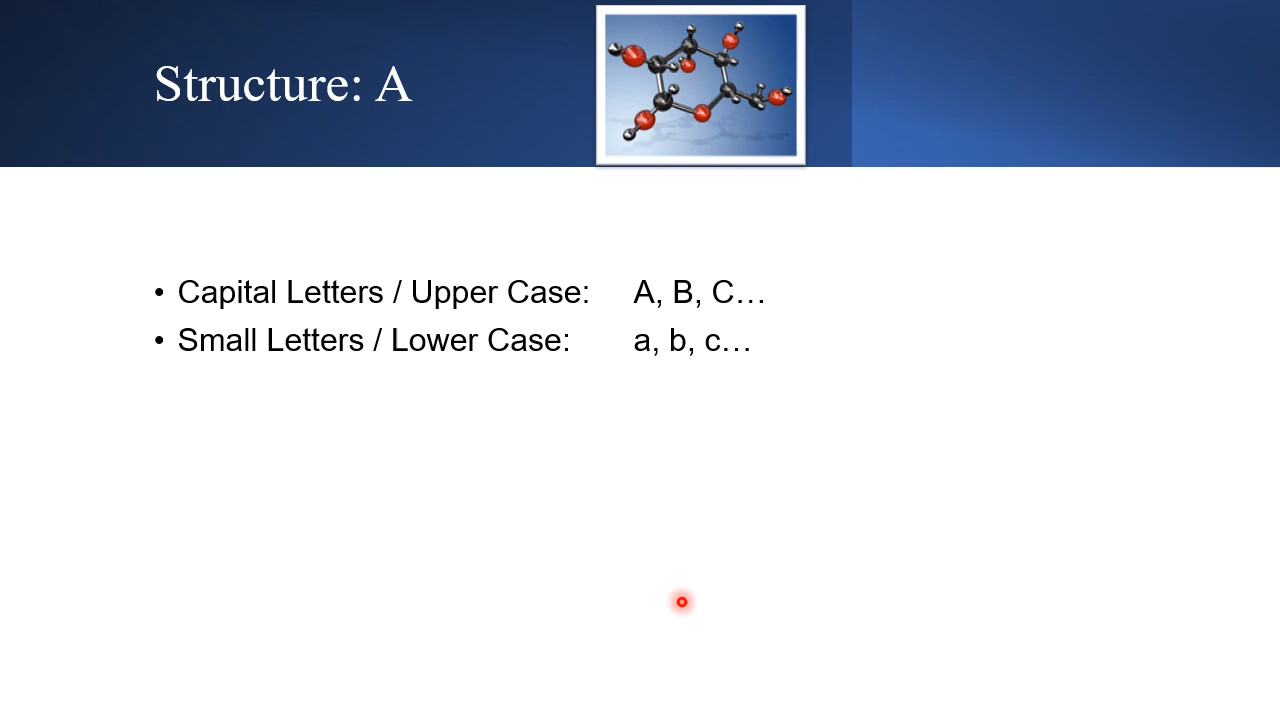 Structure: A
• Capital Letters / Upper Case: A, B, C…
• Small Letters / Lower Case: a, b, c…